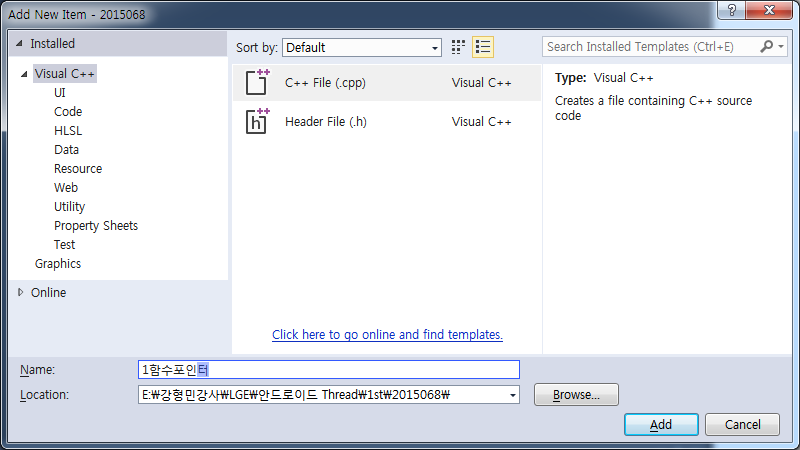 Add New Item - 2015068
Installed
Sort by: Default
Search Installed Templates (Ctrl+E)
Visual C++
UI
Code
HLSL
Data
Resource
Web
Utility
Property Sheets
Test
Graphics
Online
C++ File (.cpp) Visual C++
Header File (.h) Visual C++
Type: Visual C++
Creates a file containing C++ source
code
Click here to go online and find templates.
Name: 1함수포인터
Location: E:₩강형민강사₩LGE₩안드로이드 Thread₩1st₩2015068₩
Browse...
Add Cancel